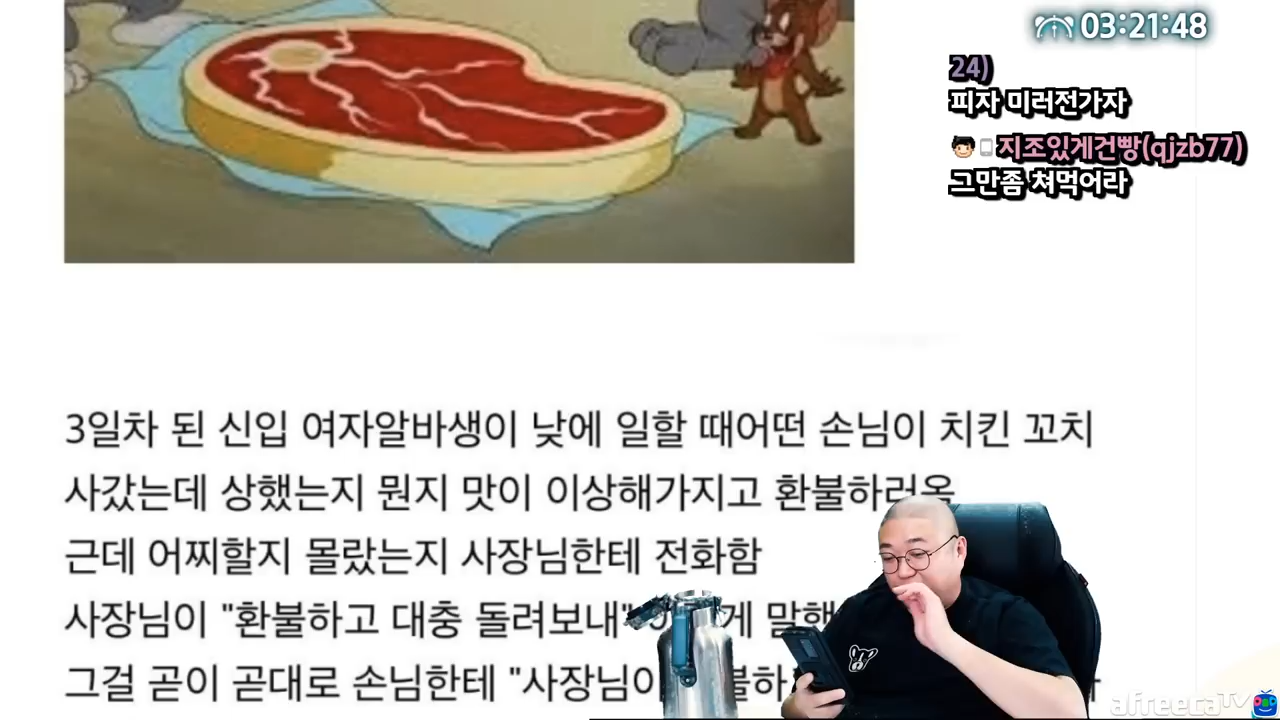 03:21:48
24)
피자 미러전가자
지조있게건빵(qjzb77)
그만좀 쳐먹어라
3일차 된 신입 여자알바생이 낮에 일할 때어떤 손님이 치킨 꼬치
사갔는데 상했는지 뭔지 맛이 이상해가지고 환불하러옴
근데 어찌할지 몰랐는지 사장님한테 전화함
사장님이 "환불하고 대충 돌려보내" 말했
그걸 곧이 곧대로 손님한테 "사장님이
afreecaTV